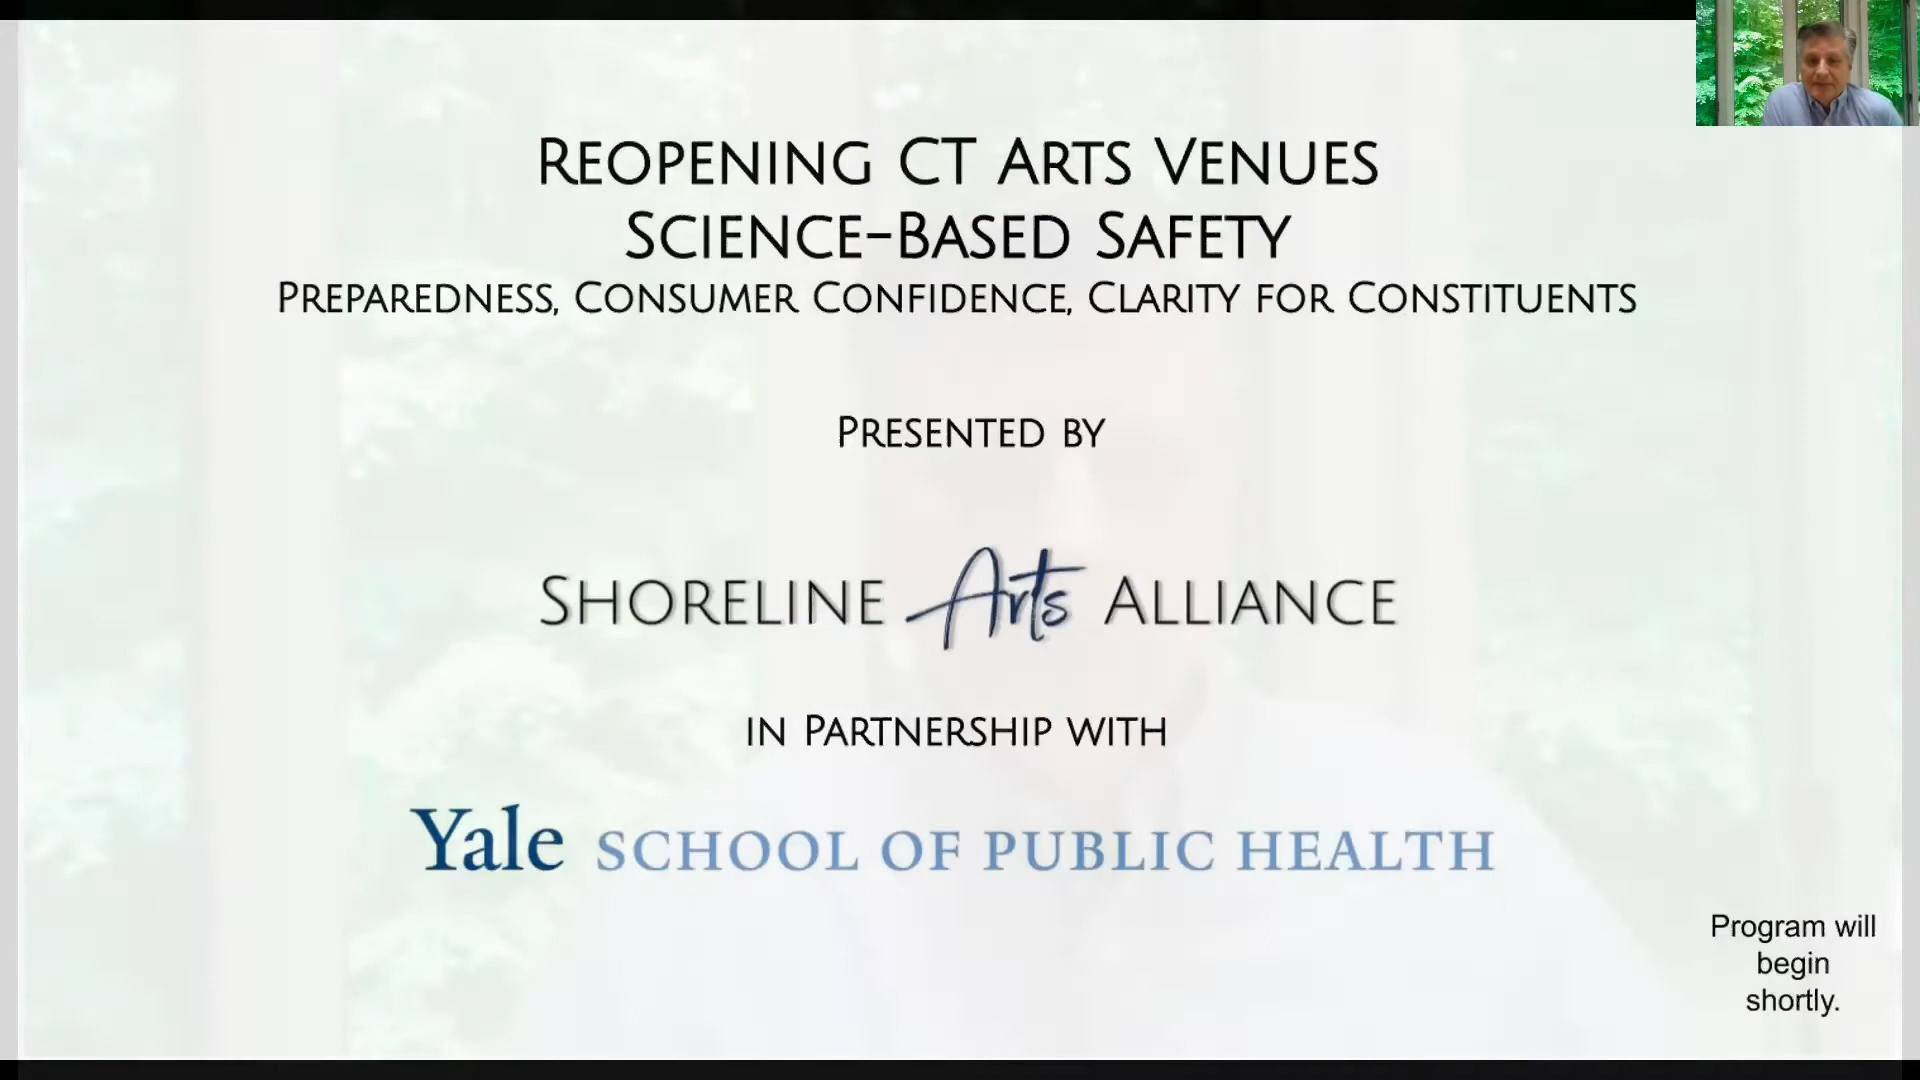 REOPENING CT ARTS VENUES
SCIENCE-BASED SAFETY
PREPAREDNESS, CONSUMER CONFIDENCE, CLARITY FOR CONSTITUENTS
PRESENTED BY
SHORELINE Arts ALLIANCE
IN PARTNERSHIP WITH
Yale SCHOOL OF PUBLIC HEALTH
Program will
begin
shortly.